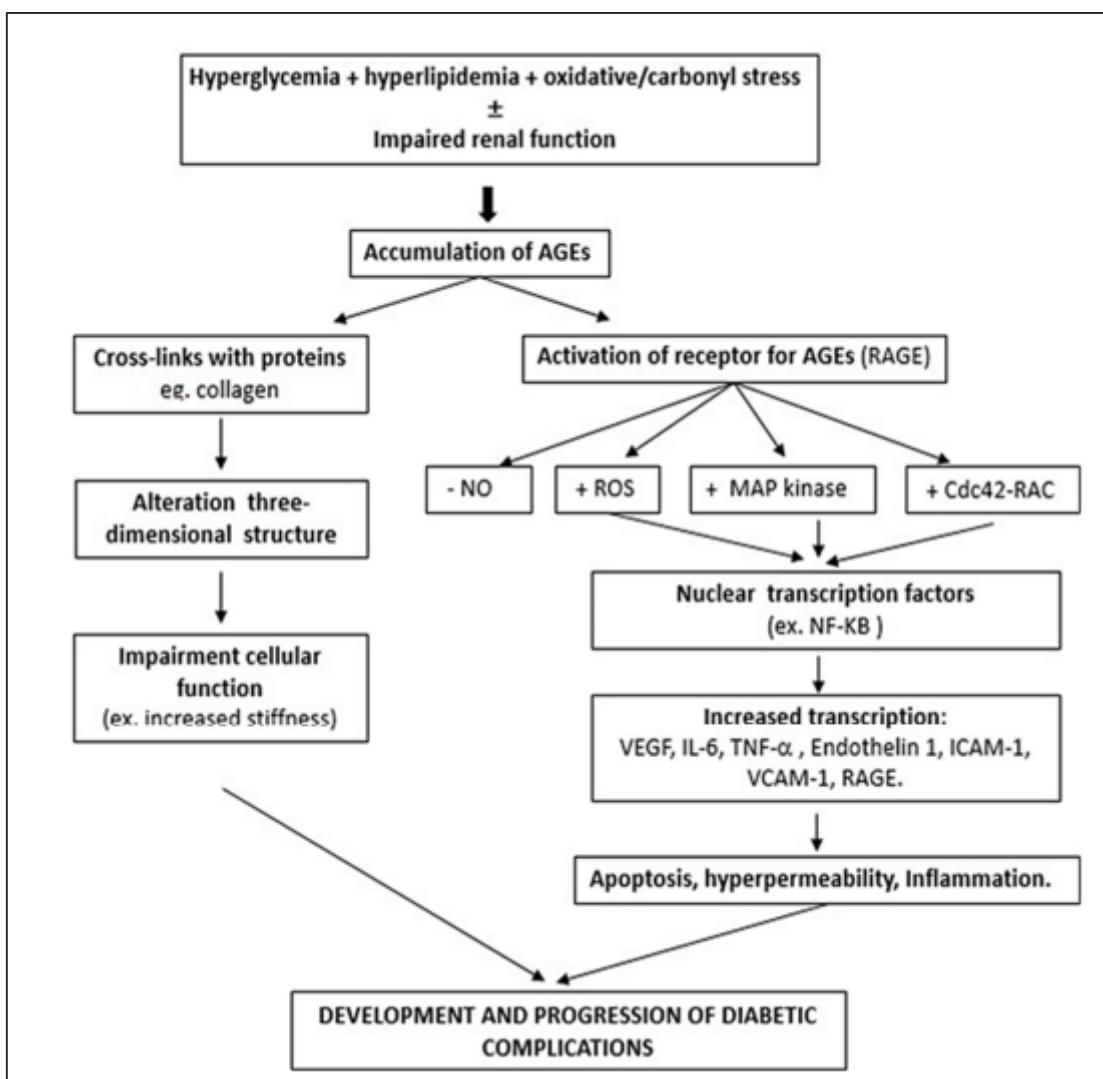 Hyperglycemia + hyperlipidemia + oxidative/carbonyl stress
±
Impaired renal function
Accumulation of AGEs
Cross-links with proteins
eg. collagen
Activation of receptor for AGEs (RAGE)
- NO
+ ROS
+ MAP kinase
+ Cdc42-RAC
Alteration three-
dimensional structure
Nuclear transcription factors
(ex. NF-KB )
Impairment cellular
function
(ex. increased stiffness)
Increased transcription:
VEGF, IL-6, TNF-α , Endothelin 1, ICAM-1,
VCAM-1, RAGE.
Apoptosis, hyperpermeability, Inflammation.
DEVELOPMENT AND PROGRESSION OF DIABETIC
COMPLICATIONS